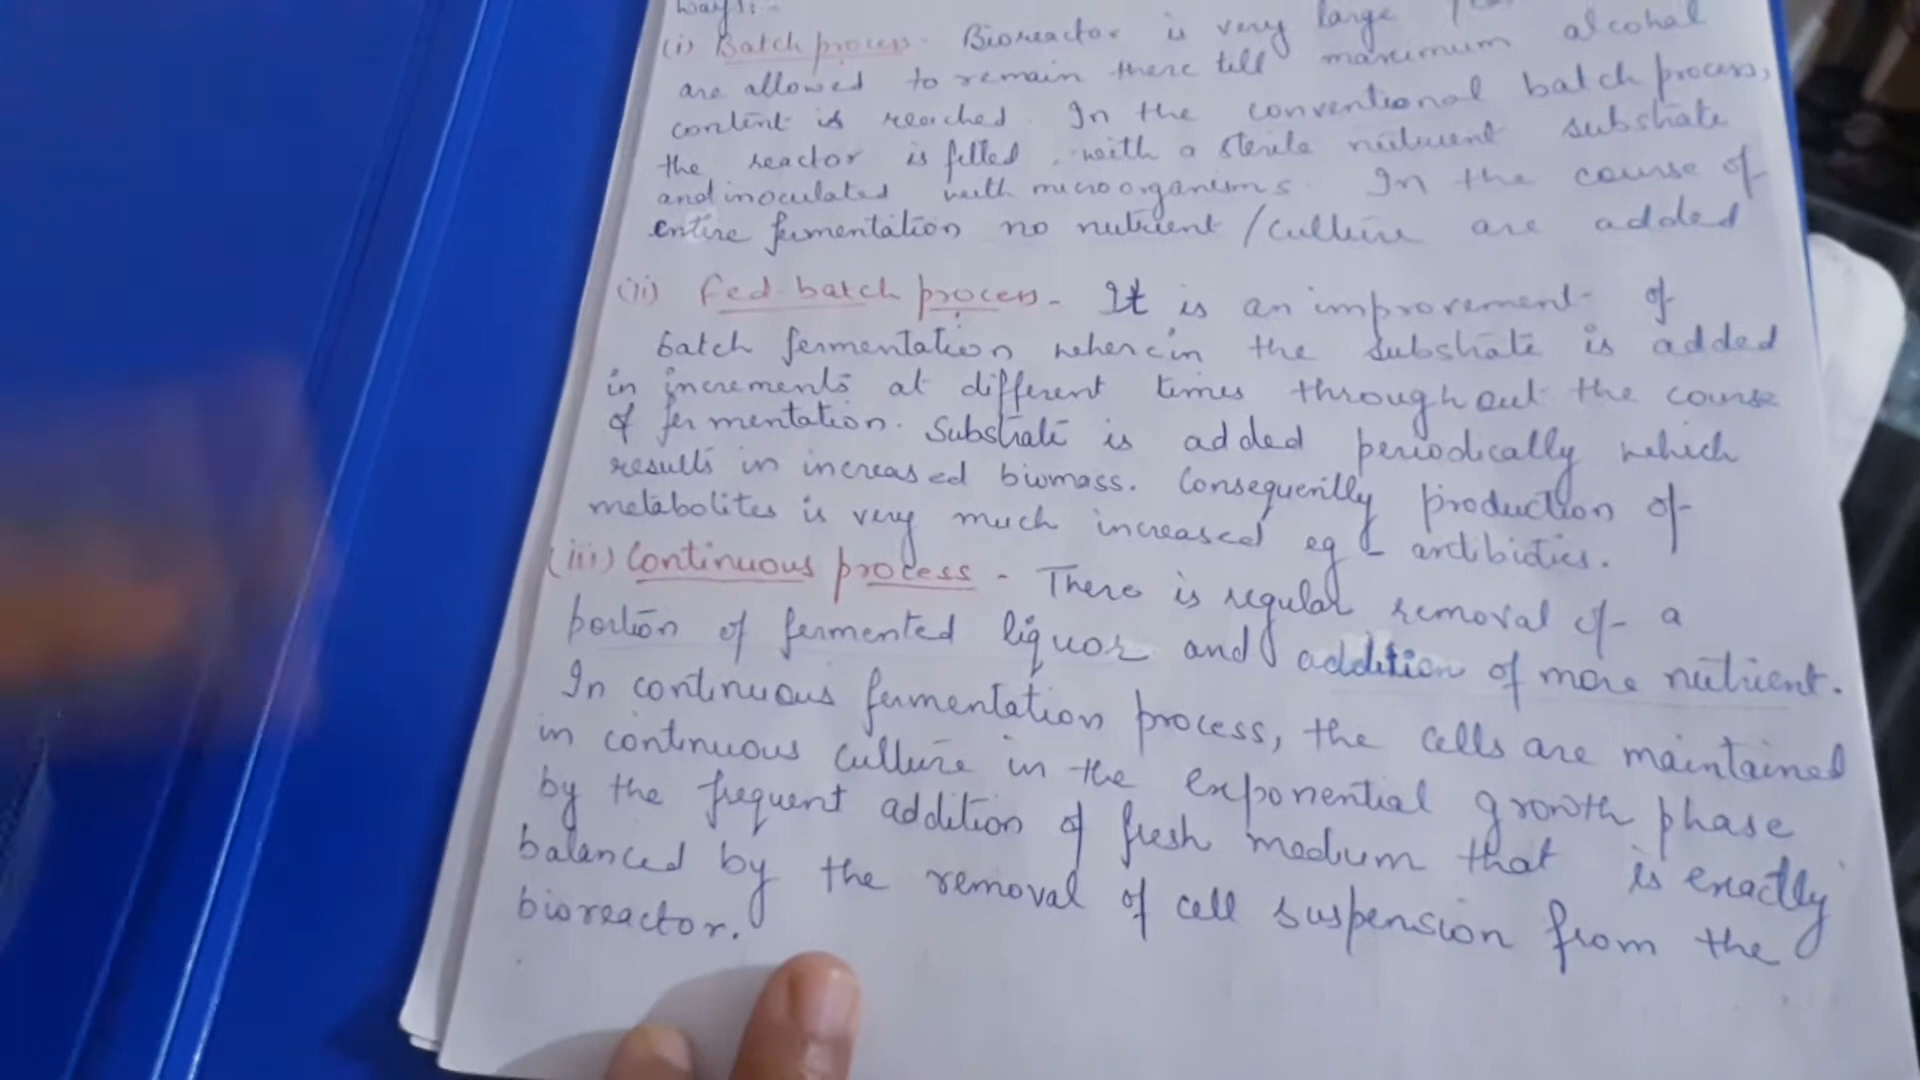 ways:-
(i) Batch process. Bioreactor is very large
are allowed to remain there till maximum alcohal
content is reached. In the conventional batch process,
the reactor is filled with a sterile nutrient substrate
and inoculated with microorganisms. In the course of
entire fermentation no nutrient / culture are added
(ii) Fed-batch process - It is an improvement of
batch fermentation wherein the substrate is added
in increments at different times throughout the course
of fermentation. Substrate is added periodically which
results in increased biomass. Consequently production of
metabolites is very much increased eg - antibiotics.
(iii) Continuous process - There is regular removal of a
portion of fermented liquor and addition of more nutrient.
In continuous fermentation process, the cells are maintained
in continuous culture in the exponential growth phase
by the frequent addition of fresh medium that is exactly
balanced by the removal of cell suspension from the
bioreactor.